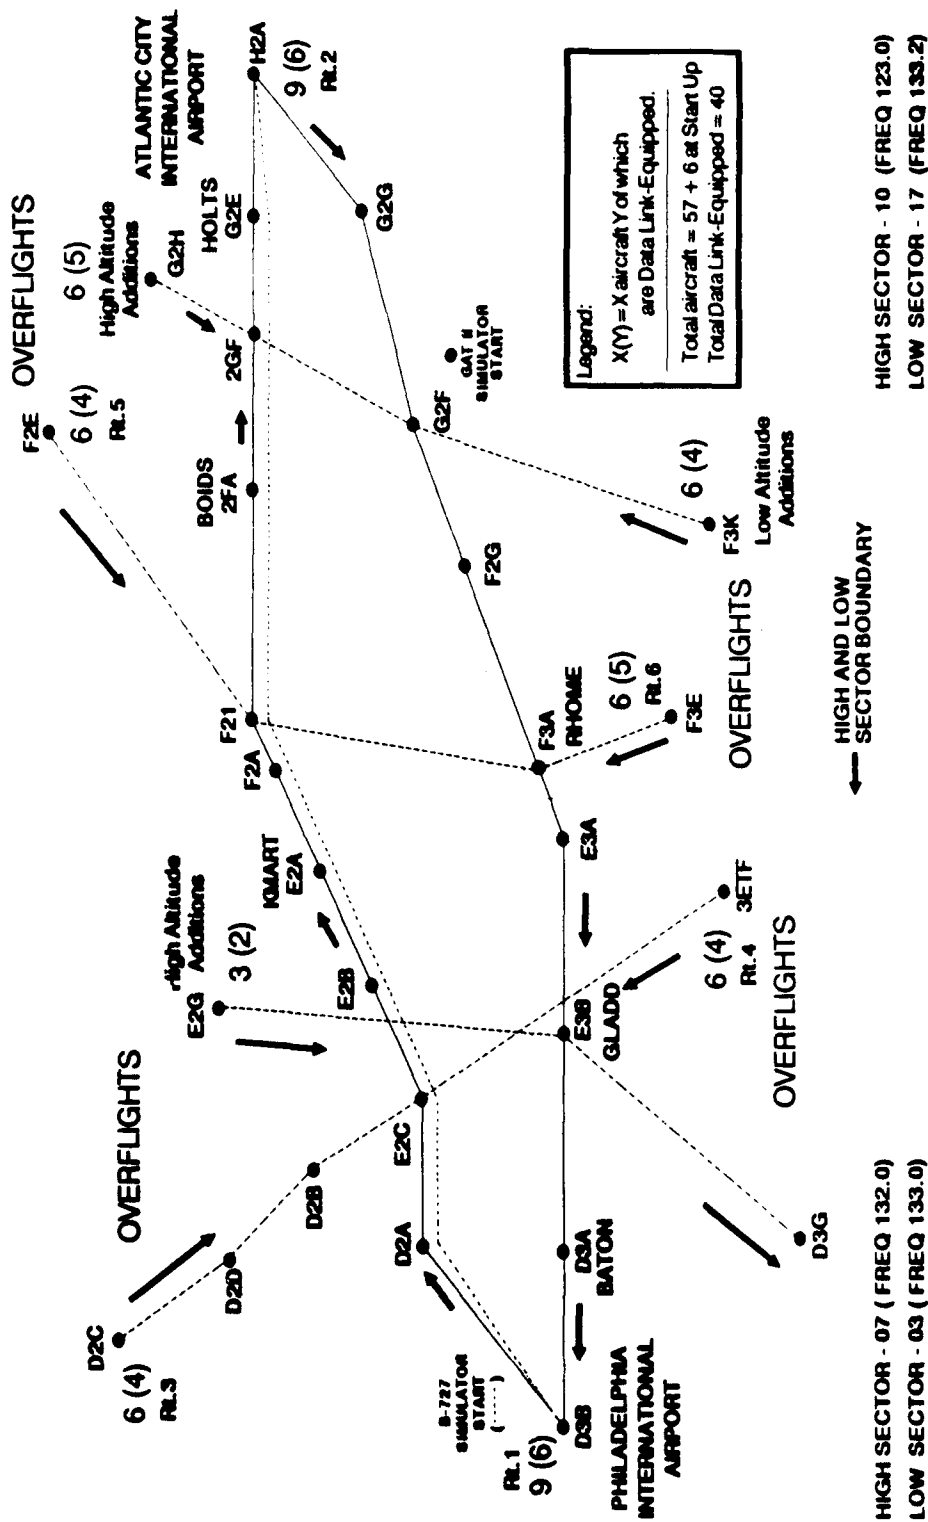 OVERFLIGHTS
D2C
6 (4)
Rt.3
D2D
D2B
High Altitude
Additions
E2G
3 (2)
OVERFLIGHTS
F2E
6 (4)
Rt.5
6 (5)
High Altitude
Additions
G2H
ATLANTIC CITY
INTERNATIONAL
AIRPORT
H2A
9 (6)
Rt.2
HOLTS
G2E
2GF
BOIDS
2FA
F21
F2A
KMART
E2A
E2B
E2C
D2A
B-727
SIMULATOR
START
(-----)
Rt.1
9 (6)
D3B
PHILADELPHIA
INTERNATIONAL
AIRPORT
D3A
BATON
E3B
GLADD
E3A
F3A
RHOME
F2G
G2F
G2G
GAT II
SIMULATOR
START
6 (5)
Rt.6
F3E
OVERFLIGHTS
6 (4)
F3K
Low Altitude
Additions
3ETF
6 (4)
Rt.4
OVERFLIGHTS
D3G
Legend:
X(Y) = X aircraft Y of which
are Data Link-Equipped.
Total aircraft = 57 + 6 at Start Up
Total Data Link-Equipped = 40
HIGH AND LOW
SECTOR BOUNDARY
HIGH SECTOR - 07 ( FREQ 132.0)
LOW SECTOR - 03 ( FREQ 133.0)
HIGH SECTOR - 10 (FREQ 123.0)
LOW SECTOR - 17 (FREQ 133.2)